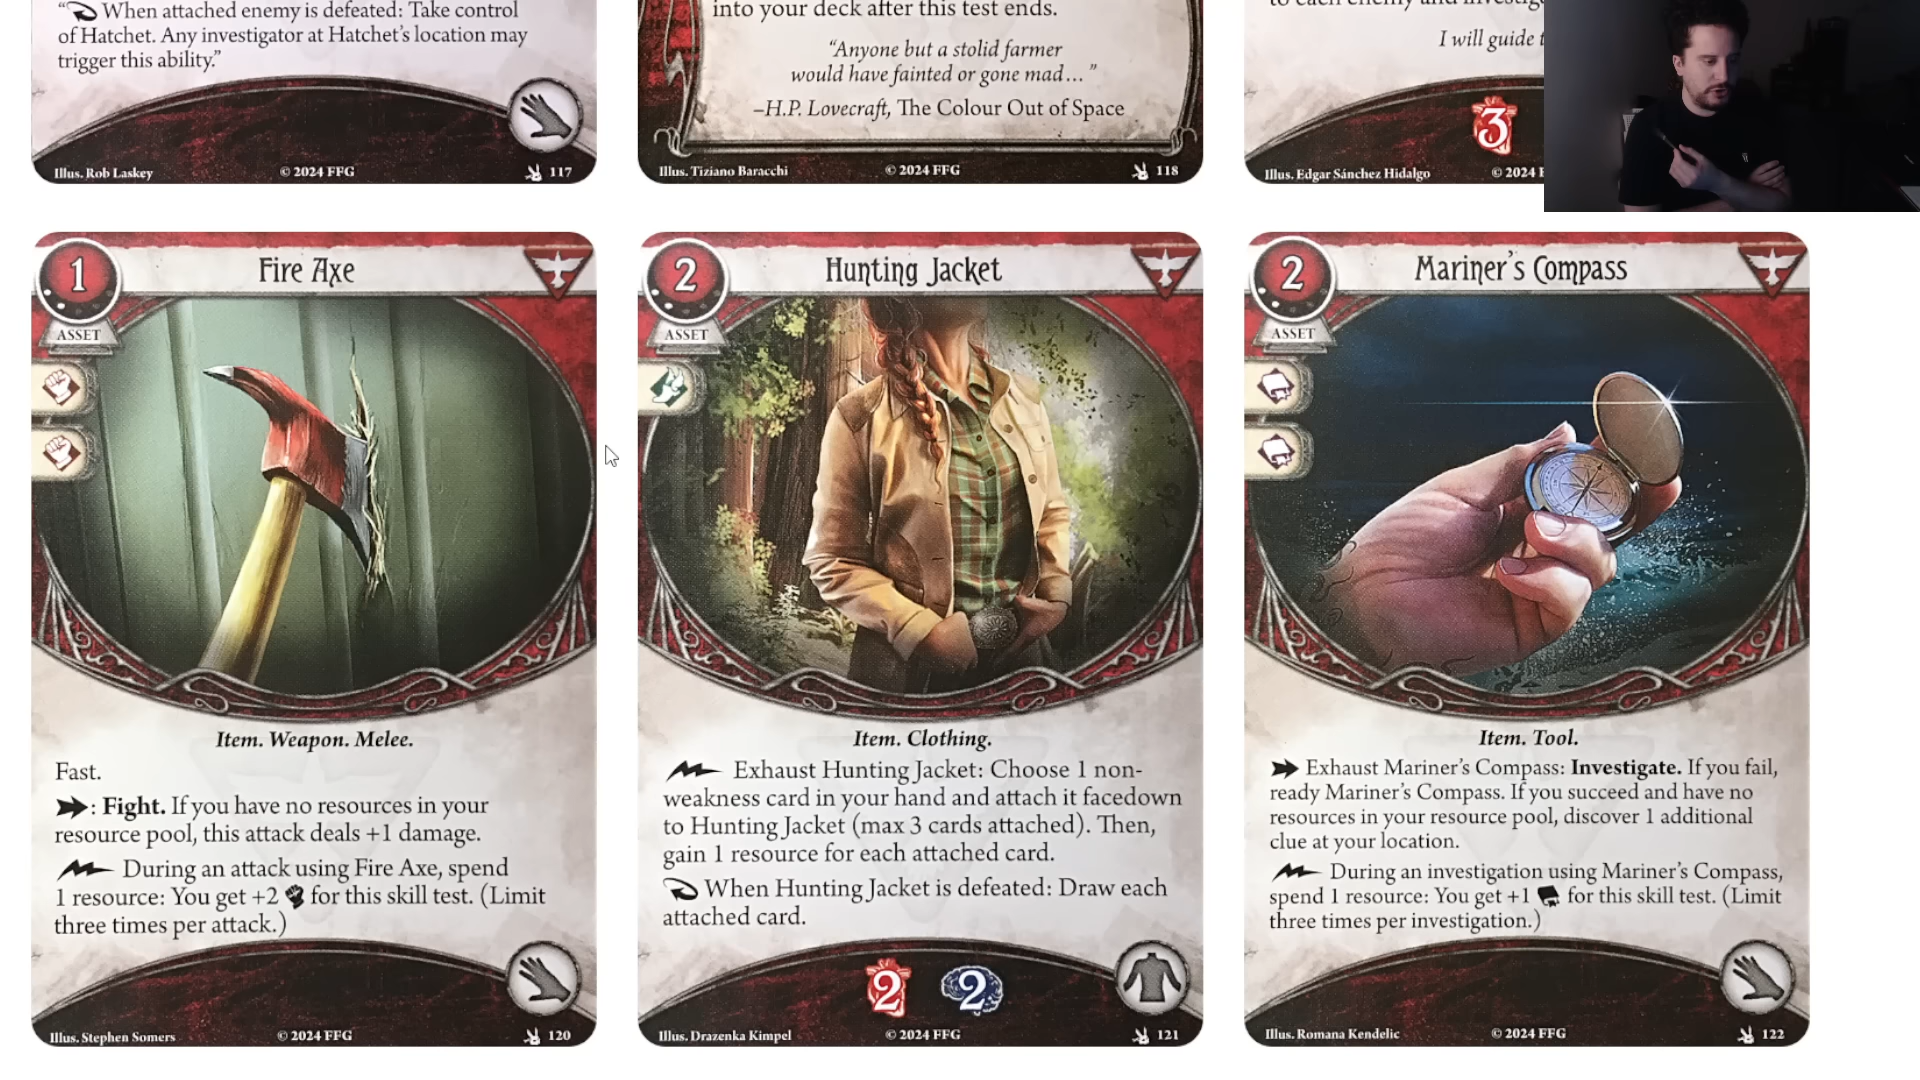 “ When attached enemy is defeated: Take control
of Hatchet. Any investigator at Hatchet’s location may
trigger this ability.”
Illus. Rob Laskey © 2024 FFG 117
into your deck after this test ends.
“Anyone but a stolid farmer
would have fainted or gone mad…”
–H.P. Lovecraft, The Colour Out of Space
Illus. Tiziano Baracchi © 2024 FFG 118
I will guide
3
Illus. Edgar Sánchez Hidalgo © 2024
1
Fire Axe
ASSET
Item. Weapon. Melee.
Fast.
: Fight. If you have no resources in your
resource pool, this attack deals +1 damage.
During an attack using Fire Axe, spend
1 resource: You get +2 for this skill test. (Limit
three times per attack.)
Illus. Stephen Somers © 2024 FFG 120
2
Hunting Jacket
ASSET
Item. Clothing.
Exhaust Hunting Jacket: Choose 1 non-
weakness card in your hand and attach it facedown
to Hunting Jacket (max 3 cards attached). Then,
gain 1 resource for each attached card.
When Hunting Jacket is defeated: Draw each
attached card.
2 2
Illus. Drazenka Kimpel © 2024 FFG 121
2
Mariner’s Compass
ASSET
Item. Tool.
Exhaust Mariner’s Compass: Investigate. If you fail,
ready Mariner’s Compass. If you succeed and have no
resources in your resource pool, discover 1 additional
clue at your location.
During an investigation using Mariner’s Compass,
spend 1 resource: You get +1 for this skill test. (Limit
three times per investigation.)
Illus. Romana Kendelic © 2024 FFG 122